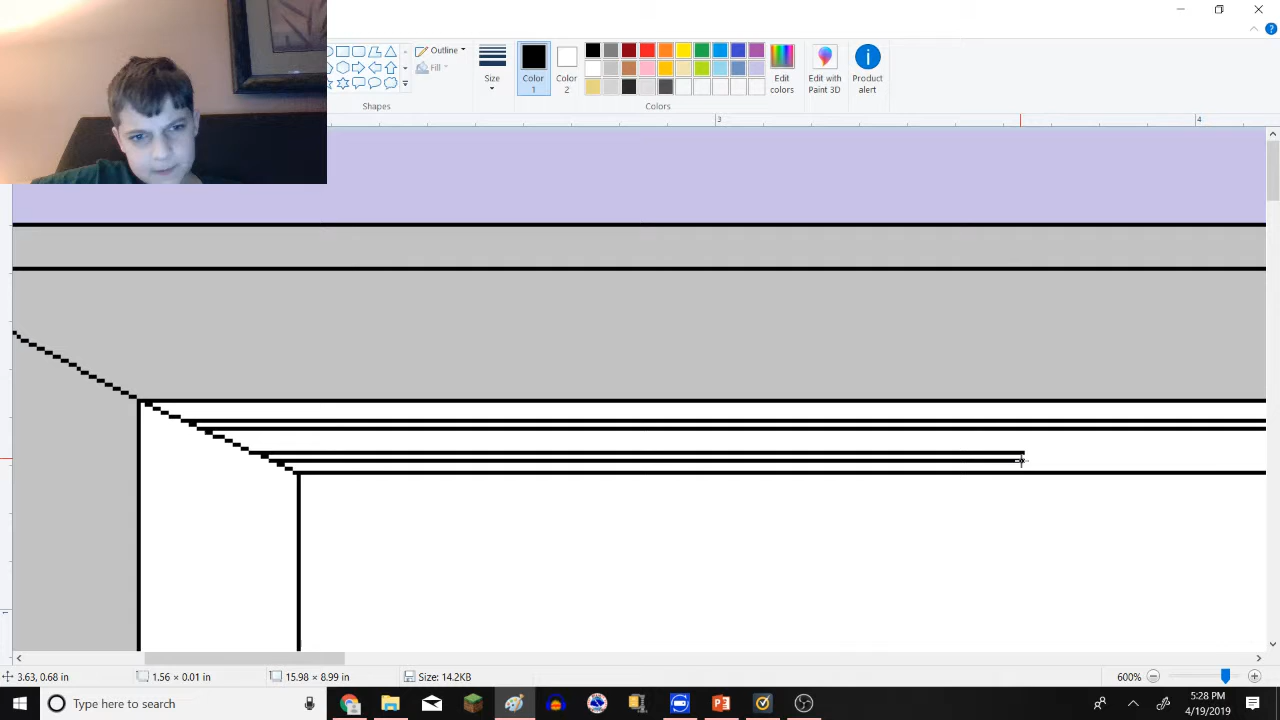 Outline
Fill
Size
Color 1
Color 2
Edit colors
Edit with Paint 3D
Product alert
Shapes
Colors
3
4
3.63, 0.68 in
1.56 × 0.01 in
15.98 × 8.99 in
Size: 14.2KB
600%
Type here to search
5:28 PM
4/19/2019